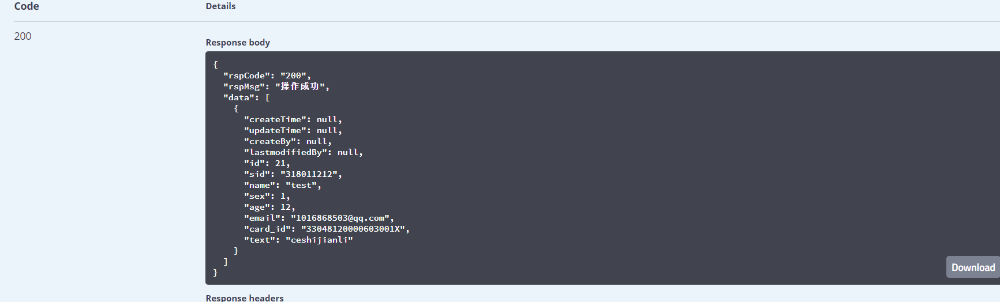 Code Details
200
Response body
{
"rspCode": "200",
"rspMsg": "操作成功",
"data": [
{
"createTime": null,
"updateTime": null,
"createBy": null,
"lastmodifiedBy": null,
"id": 21,
"sid": "318011212",
"name": "test",
"sex": 1,
"age": 12,
"email": "1016868503@qq.com",
"card_id": "33048120000603001X",
"text": "ceshijianli"
}
]
}
Download
Response headers